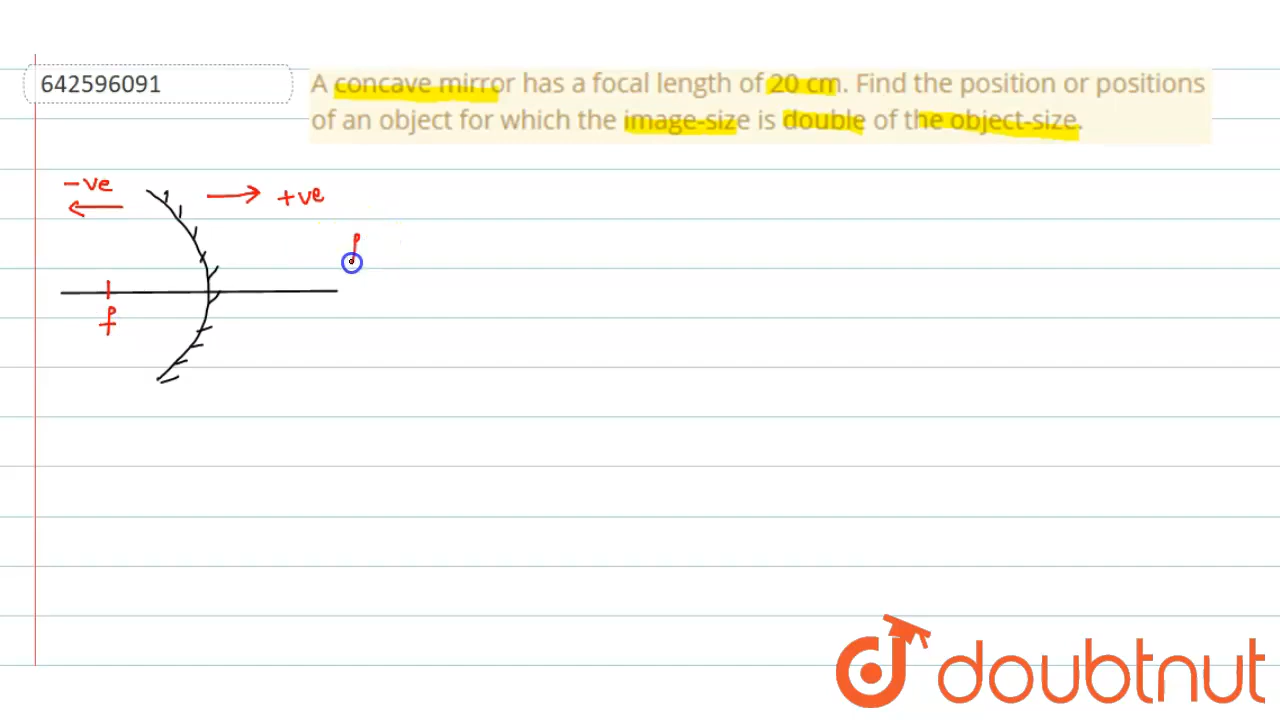 642596091
A concave mirror has a focal length of 20 cm. Find the position or positions
of an object for which the image-size is double of the object-size.
-ve
+ve
f
f
doubtnut